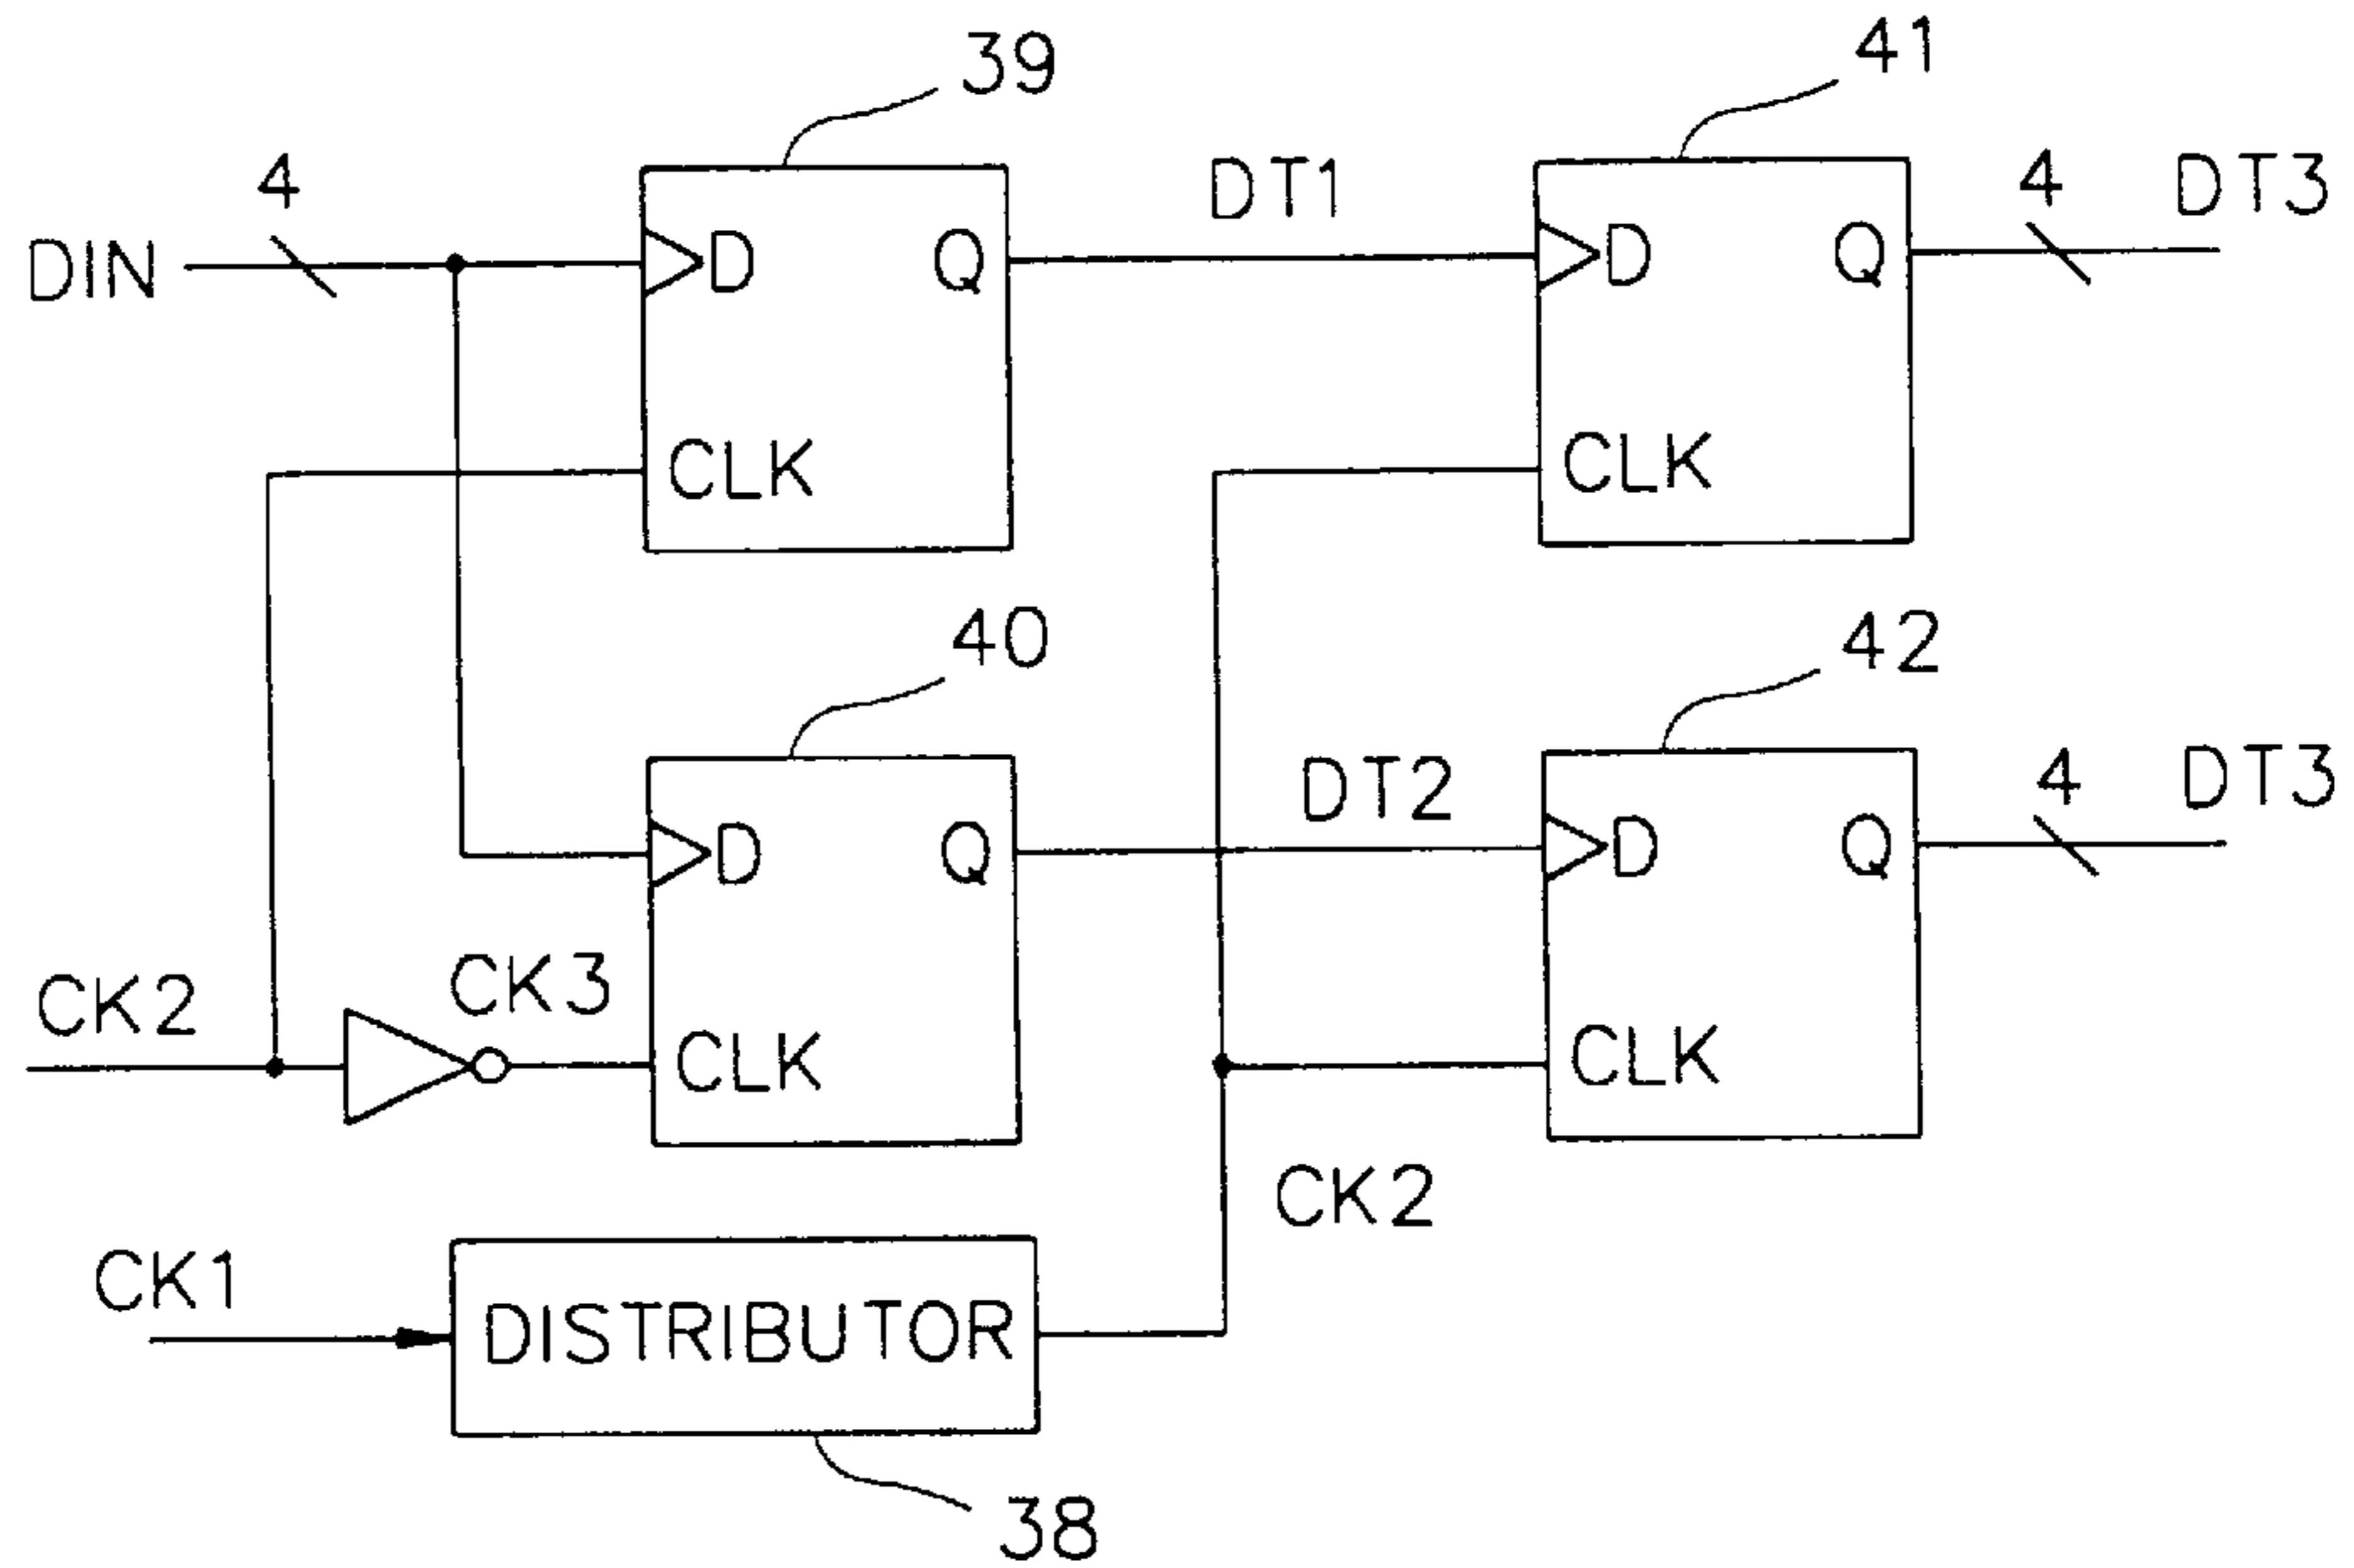 39
41
4
DT1
4
DT3
DIN
D
Q
D
Q
CLK
CLK
40
42
DT2
4
DT3
D
Q
D
Q
CK2
CK3
CLK
CLK
CK2
CK1
DISTRIBUTOR
38